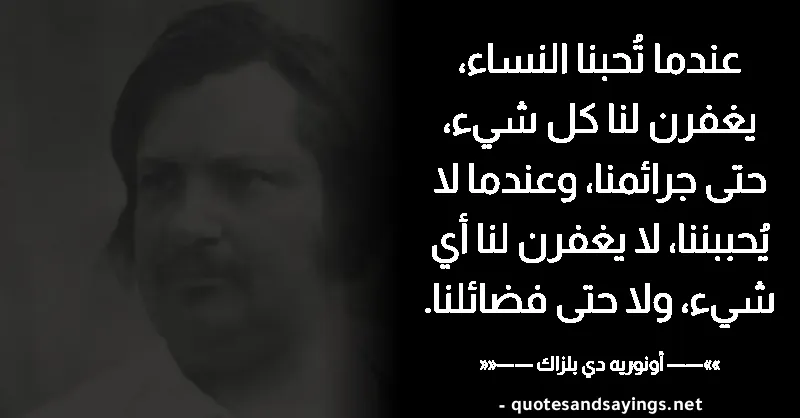 عندما تُحبنا النساء،
يغفرن لنا كل شيء،
حتى جرائمنا، وعندما لا
يُحببننا، لا يغفرن لنا أي
شيء، ولا حتى فضائلنا.
»»—— أونوريه دي بلزاك ——««
- quotesandsayings.net